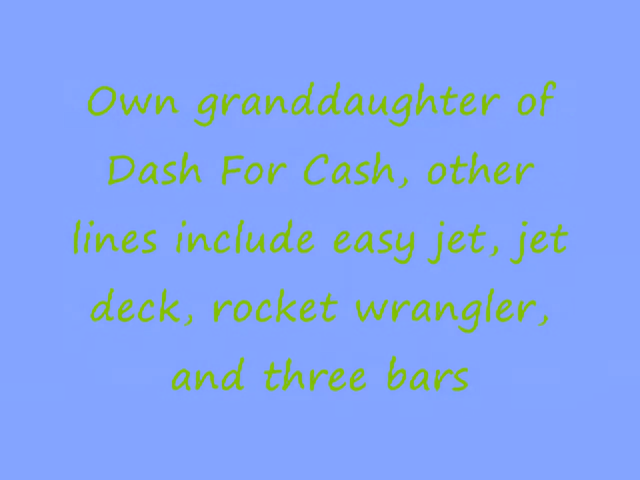 Own granddaughter of
Dash For Cash, other
lines include easy jet, jet
deck, rocket wrangler,
and three bars